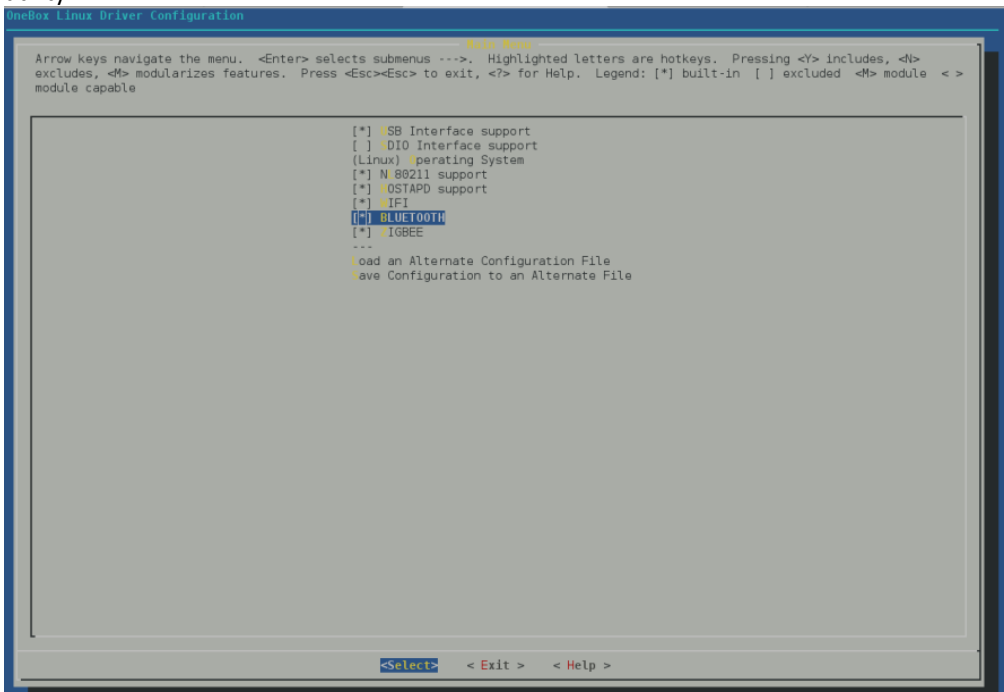 OneBox Linux Driver Configuration
Main Menu
Arrow keys navigate the menu. <Enter> selects submenus --->. Highlighted letters are hotkeys. Pressing <Y> includes, <N>
excludes, <M> modularizes features. Press <Esc><Esc> to exit, <?> for Help. Legend: [*] built-in [ ] excluded <M> module < >
module capable
[*] USB Interface support
[ ] SDIO Interface support
(Linux) Operating System
[*] NL80211 support
[*] HOSTAPD support
[*] WIFI
[*] BLUETOOTH
[*] ZIGBEE
---
Load an Alternate Configuration File
Save Configuration to an Alternate File
<Select> < Exit > < Help >